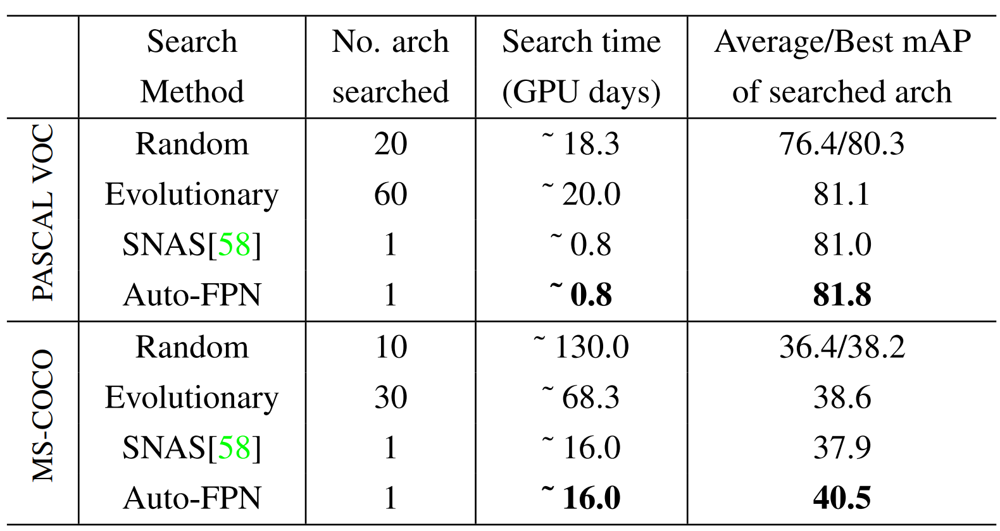 Search Method No. arch searched Search time (GPU days) Average/Best mAP of searched arch
PASCAL VOC
Random 20 ~ 18.3 76.4/80.3
Evolutionary 60 ~ 20.0 81.1
SNAS[58] 1 ~ 0.8 81.0
Auto-FPN 1 ~ 0.8 81.8
MS-COCO
Random 10 ~ 130.0 36.4/38.2
Evolutionary 30 ~ 68.3 38.6
SNAS[58] 1 ~ 16.0 37.9
Auto-FPN 1 ~ 16.0 40.5